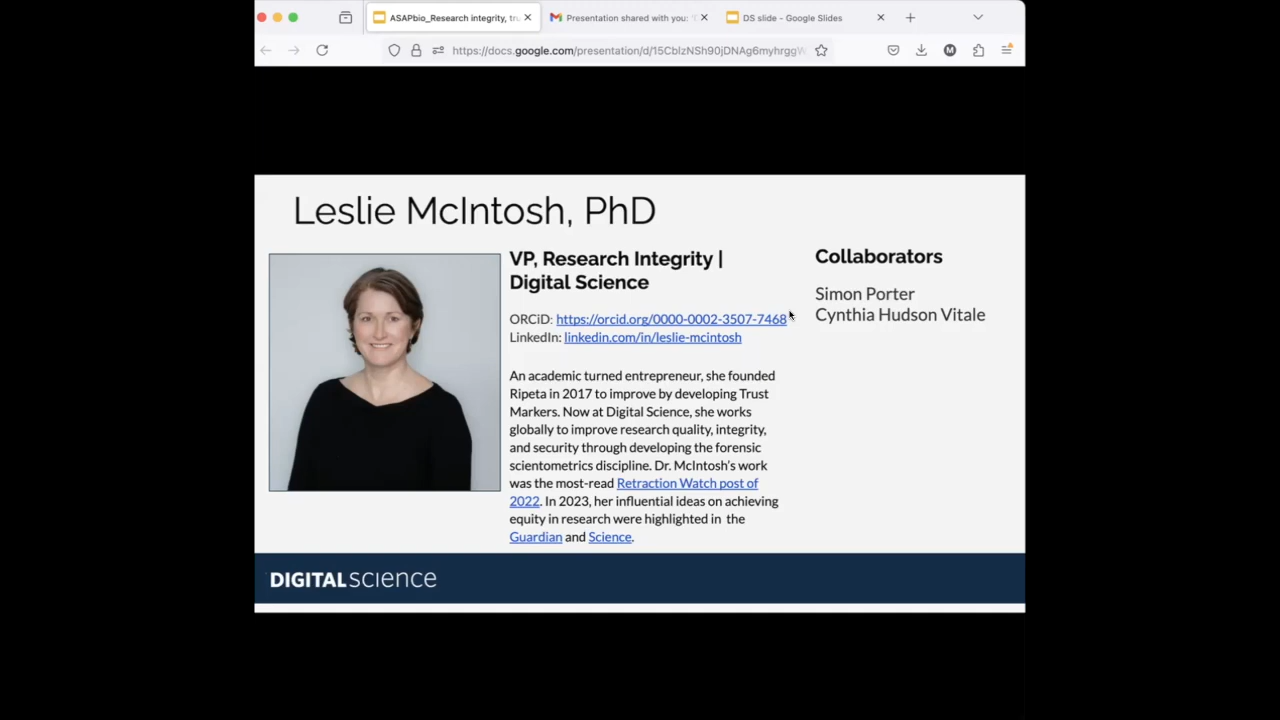 ASAPbio_Research integrity, tru
Presentation shared with you: "
DS slide - Google Slides
https://docs.google.com/presentation/d/15CblzNSh90jDNAg6myhrggW
M
Leslie McIntosh, PhD
VP, Research Integrity |
Digital Science
ORCiD: https://orcid.org/0000-0002-3507-7468
LinkedIn: linkedin.com/in/leslie-mcintosh
An academic turned entrepreneur, she founded
Ripeta in 2017 to improve by developing Trust
Markers. Now at Digital Science, she works
globally to improve research quality, integrity,
and security through developing the forensic
scientometrics discipline. Dr. McIntosh's work
was the most-read Retraction Watch post of
2022. In 2023, her influential ideas on achieving
equity in research were highlighted in the
Guardian and Science.
Collaborators
Simon Porter
Cynthia Hudson Vitale
DIGITALscience